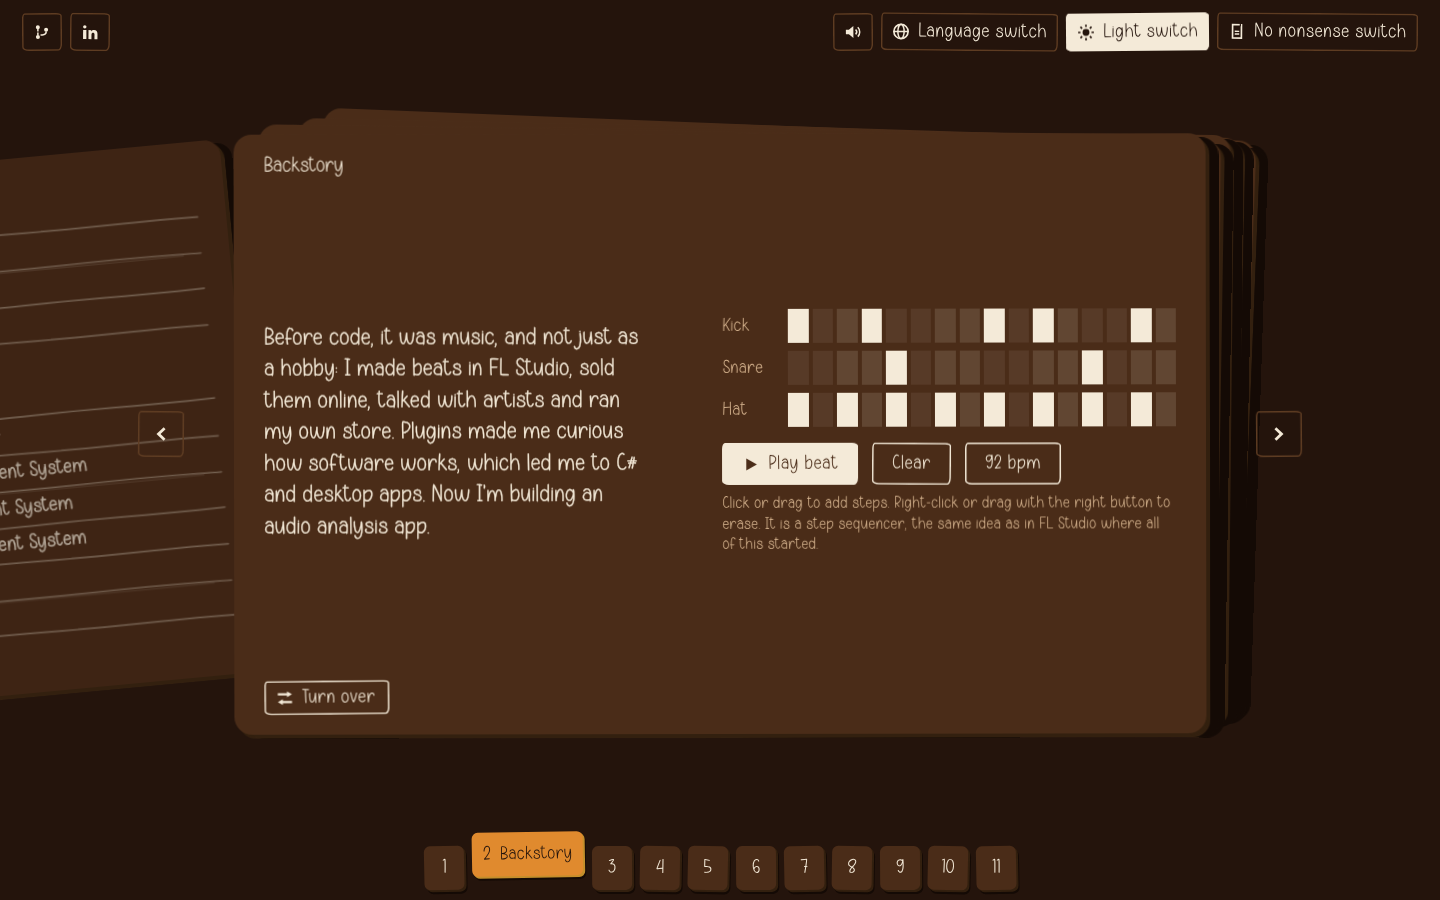 in
Language switch
Light switch
No nonsense switch
Backstory
Before code, it was music, and not just as
a hobby: I made beats in FL Studio, sold
them online, talked with artists and ran
my own store. Plugins made me curious
how software works, which led me to C#
and desktop apps. Now I'm building an
audio analysis app.
Kick
Snare
Hat
Play beat
Clear
92 bpm
Click or drag to add steps. Right-click or drag with the right button to
erase. It is a step sequencer, the same idea as in FL Studio where all
of this started.
System
System
System
Turn over
1
2 Backstory
3
4
5
6
7
8
9
10
11